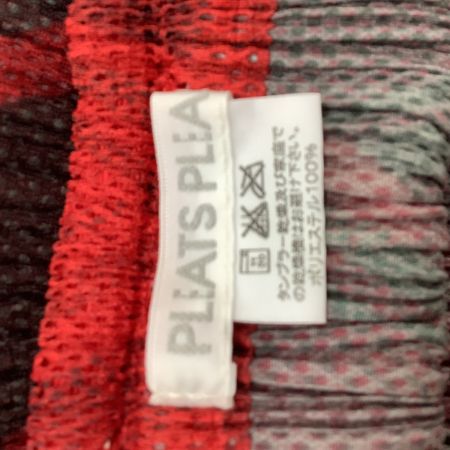 PLEATS PLEA
タンブラー乾燥及び家庭で
の乾燥機はお避け下さい。
ポリエステル100%